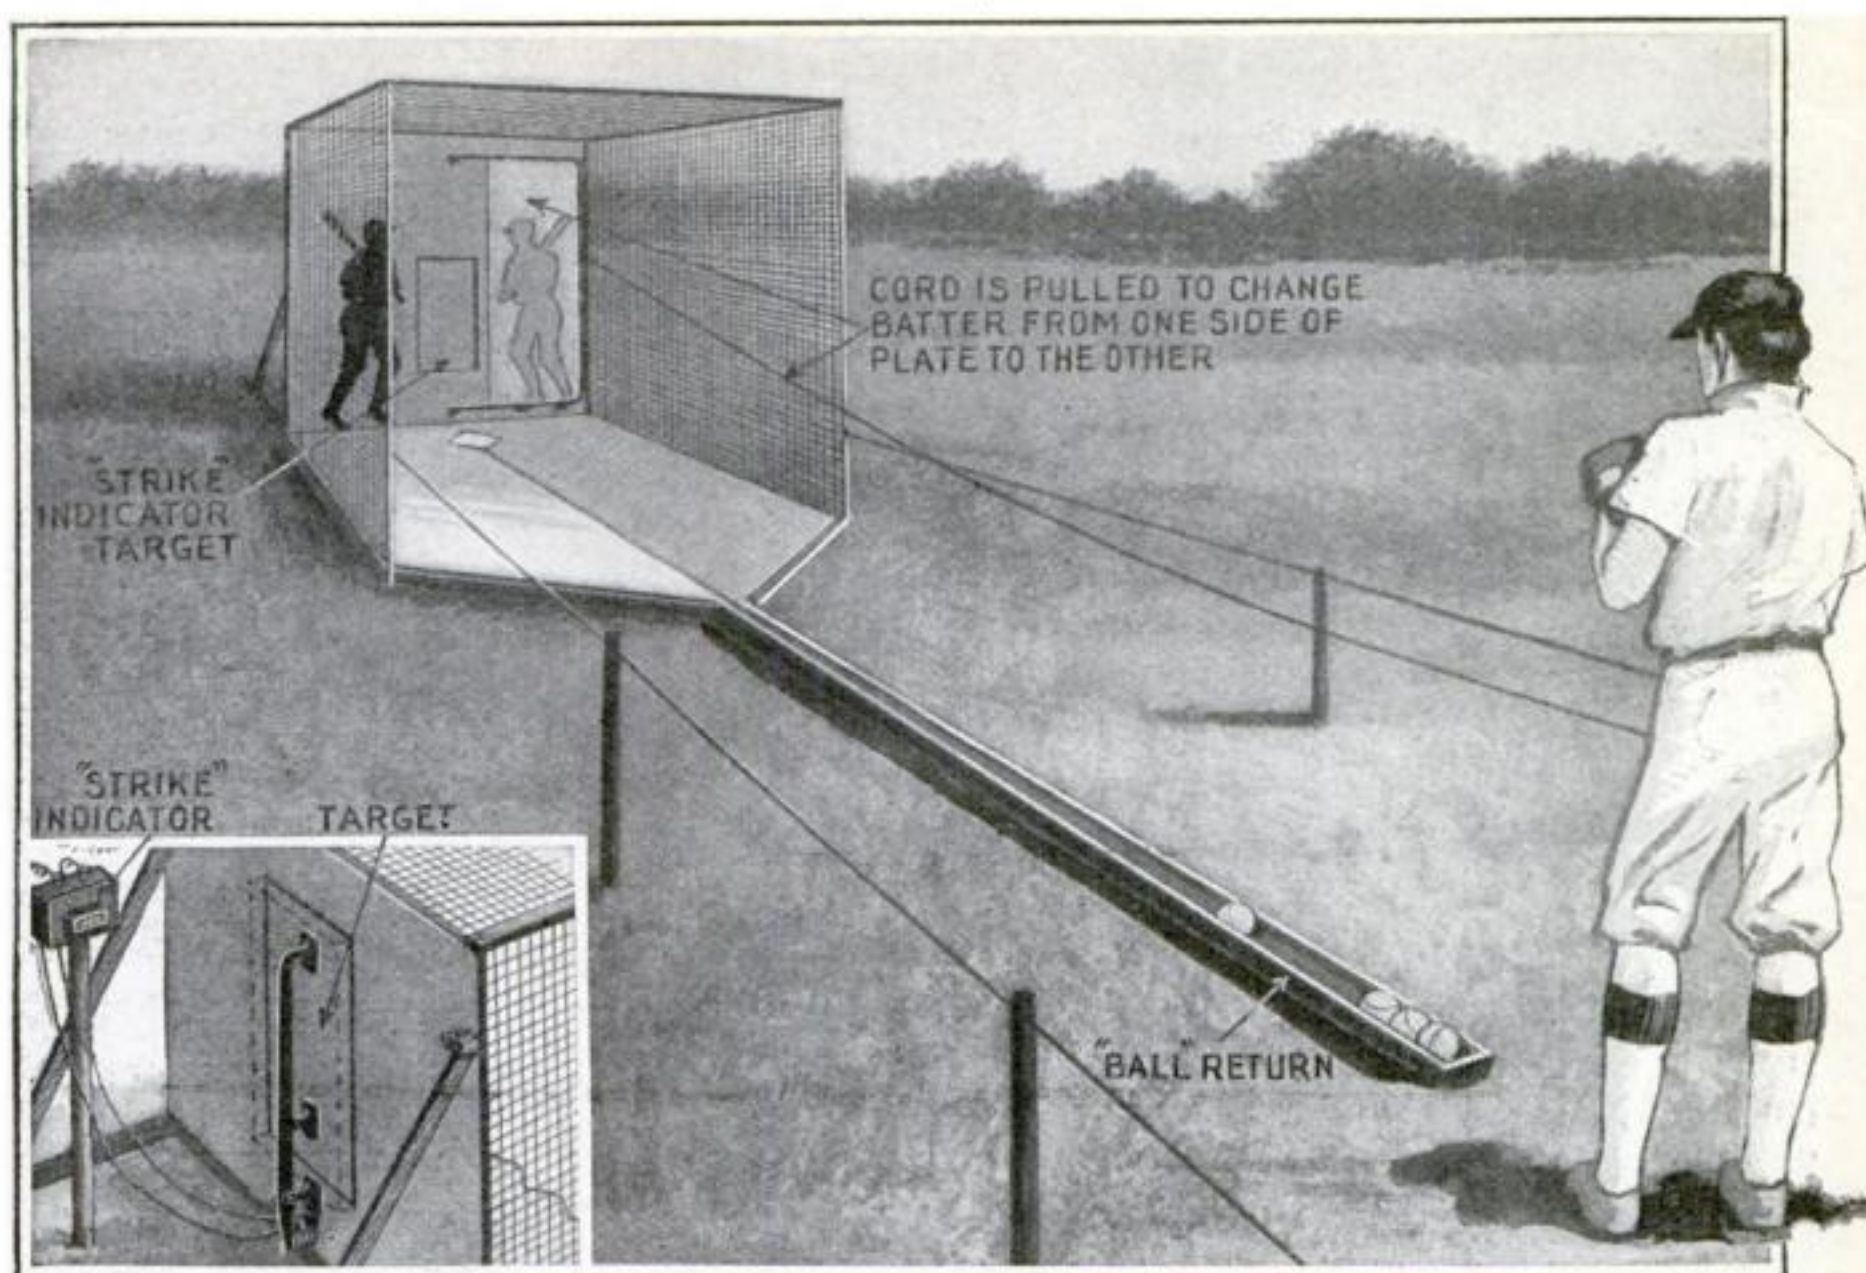 CORD IS PULLED TO CHANGE
BATTER FROM ONE SIDE OF
PLATE TO THE OTHER
"STRIKE"
INDICATOR
TARGET
"STRIKE"
INDICATOR
TARGET
"BALL" RETURN